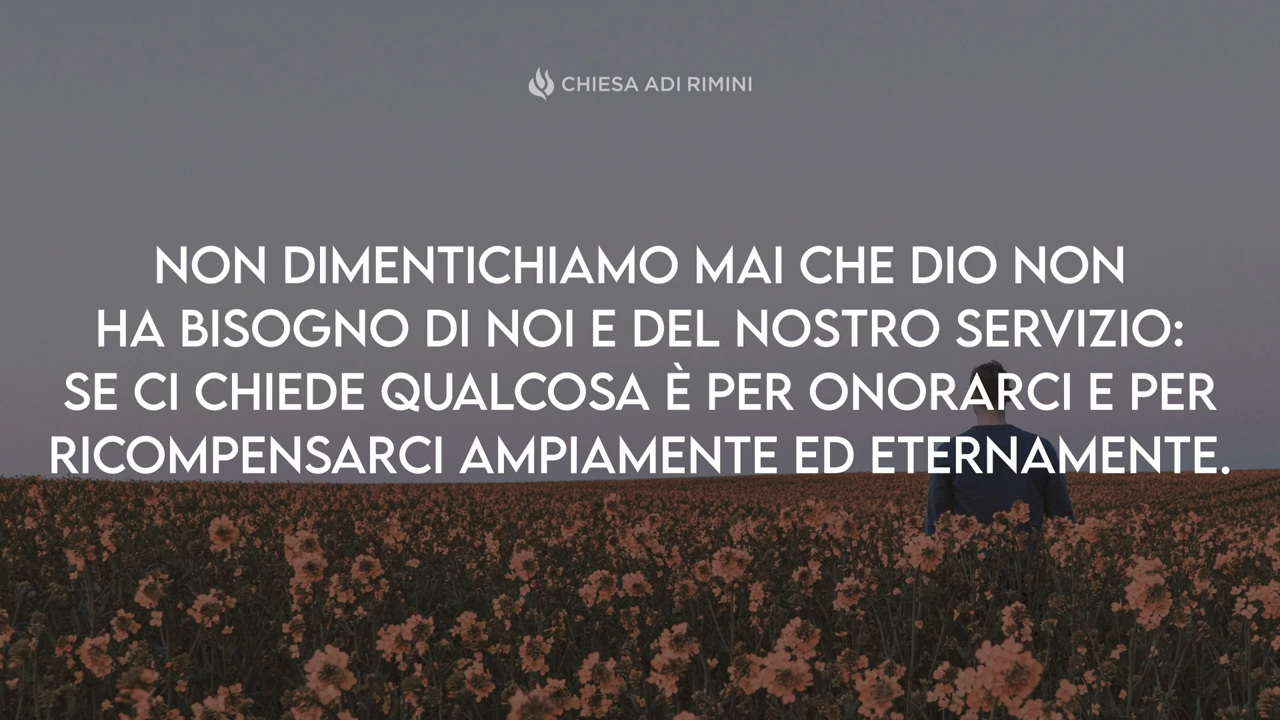 CHIESA ADI RIMINI
NON DIMENTICHIAMO MAI CHE DIO NON
HA BISOGNO DI NOI E DEL NOSTRO SERVIZIO:
SE CI CHIEDE QUALCOSA È PER ONORARCI E PER
RICOMPENSARCI AMPIAMENTE ED ETERNAMENTE.